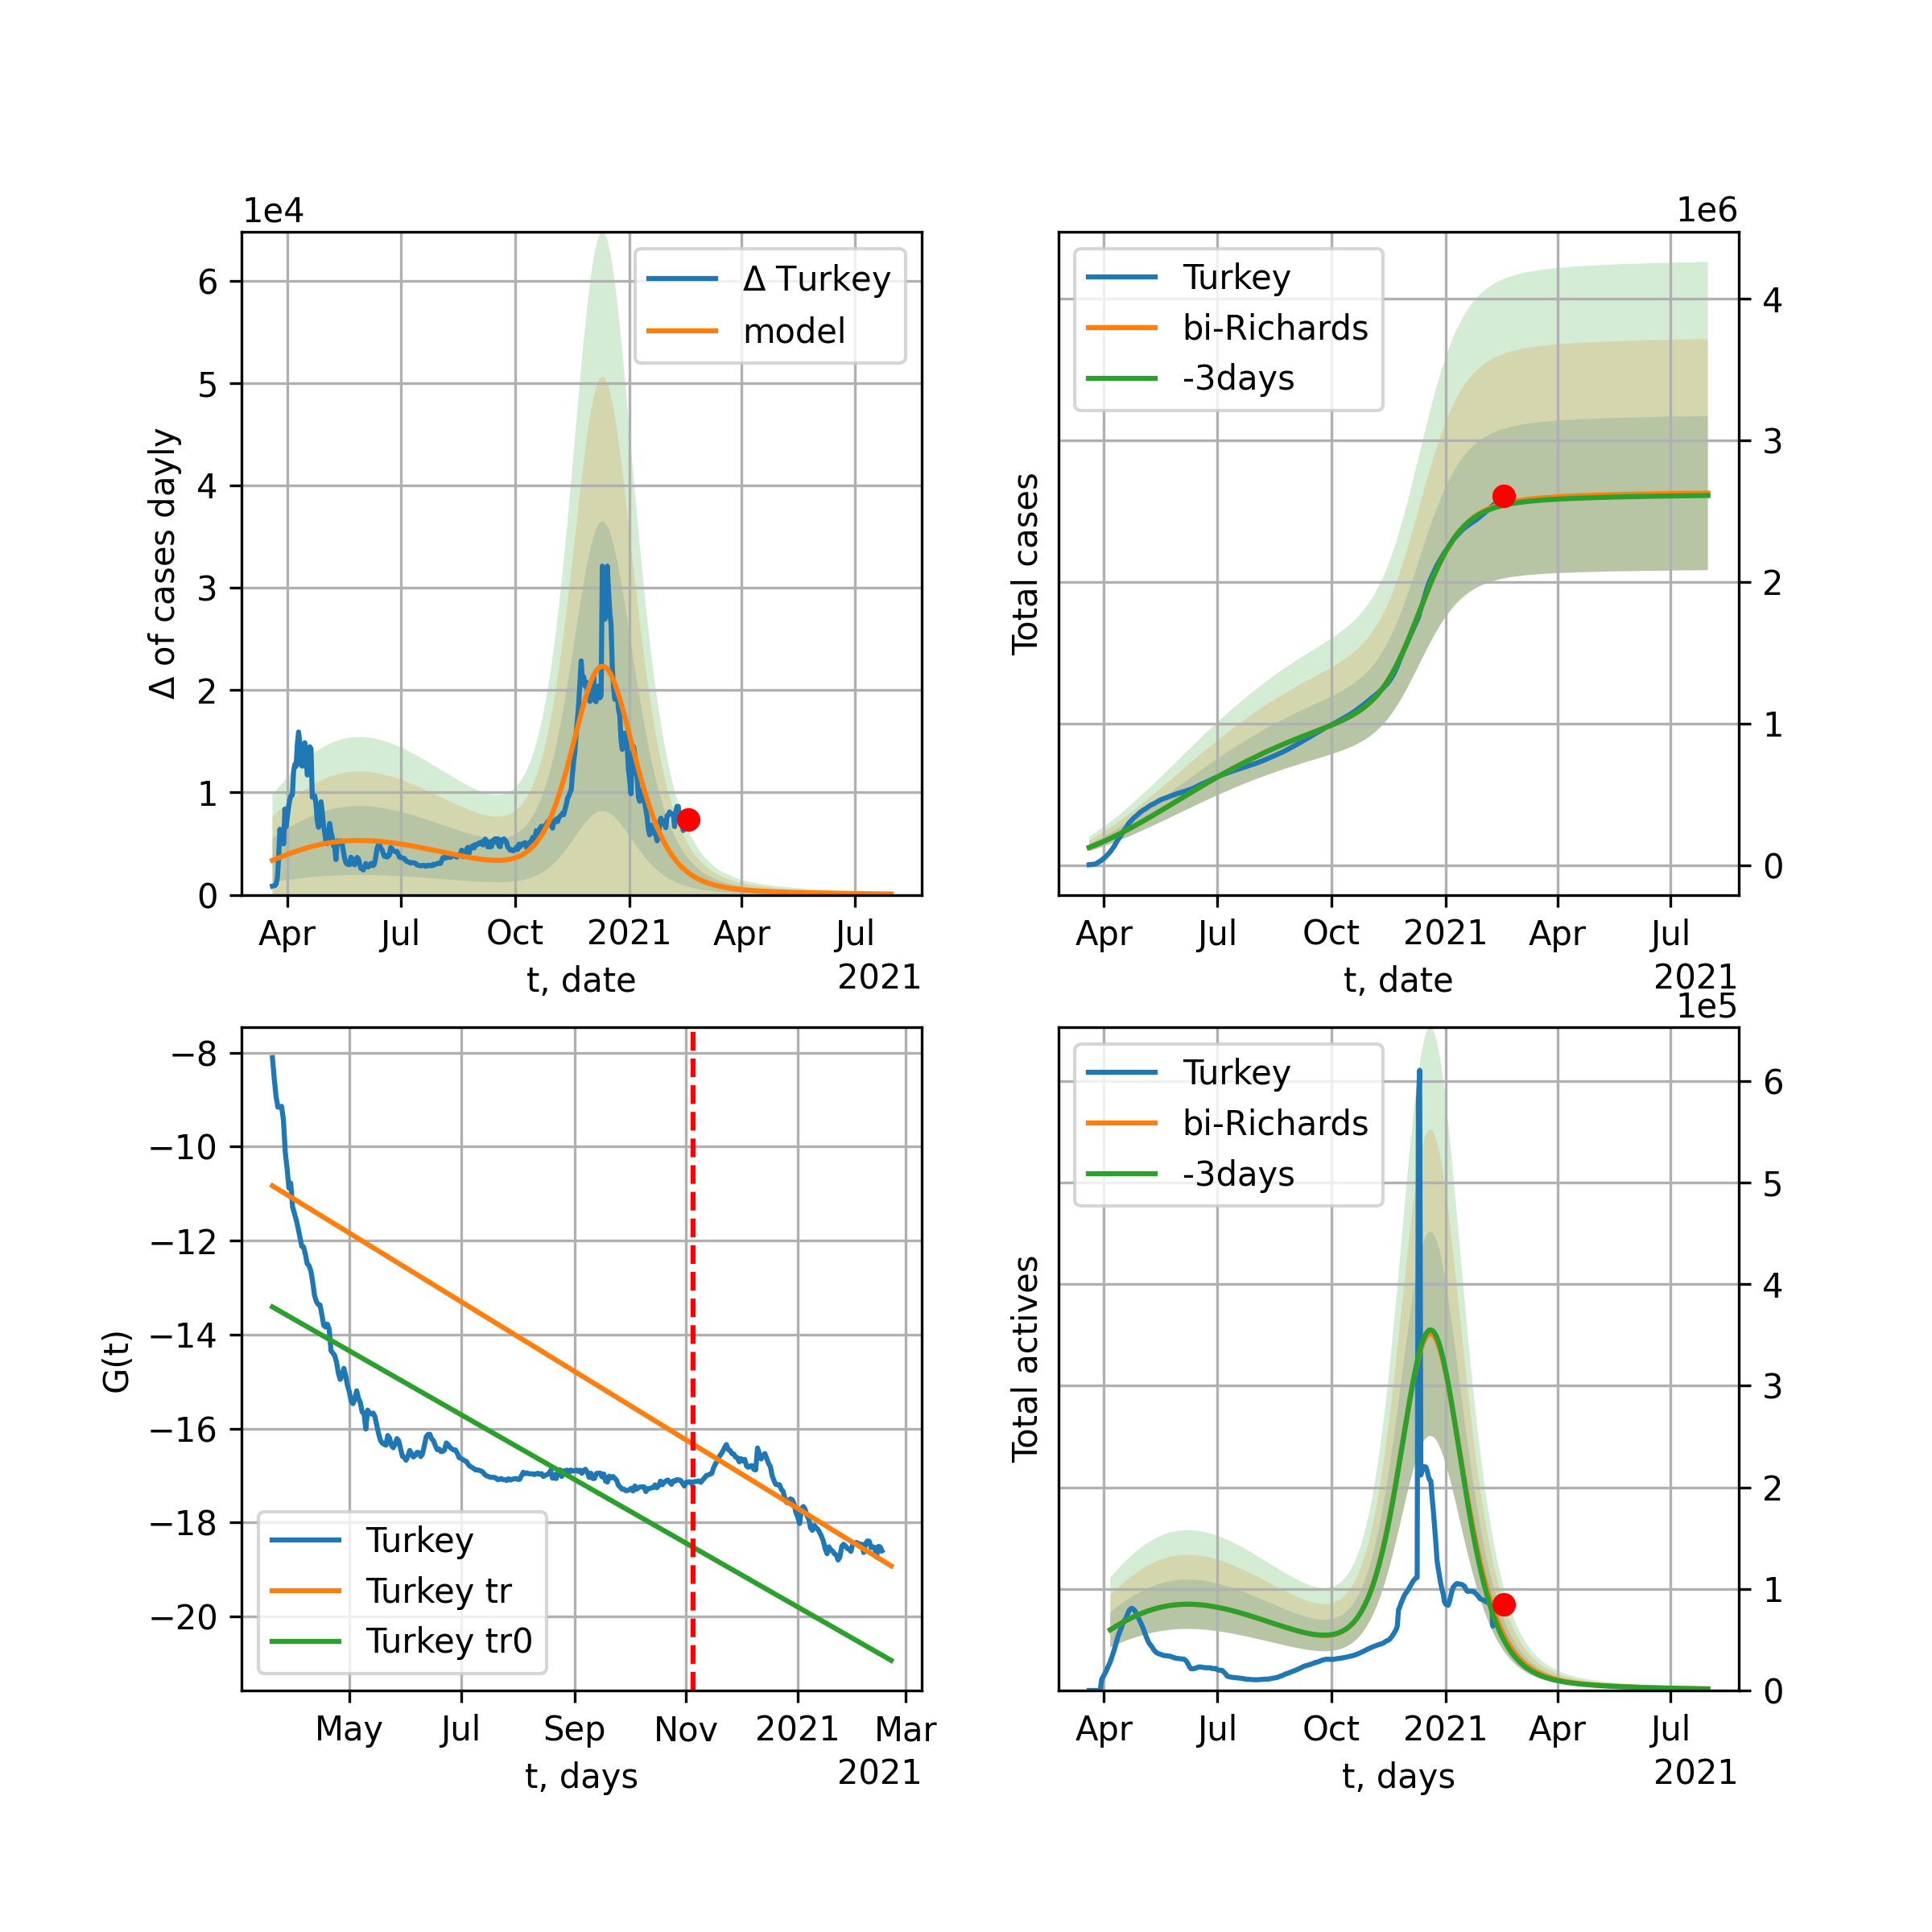 1e4
Δ of cases dayly
6
5
4
3
2
1
0
Δ Turkey
model
Apr Jul Oct 2021 Apr Jul
t, date
2021
1e6
Total cases
Turkey
bi-Richards
-3days
4
3
2
1
0
Apr Jul Oct 2021 Apr Jul
t, date
2021
G(t)
−8
−10
−12
−14
−16
−18
−20
Turkey
Turkey tr
Turkey tr0
May Jul Sep Nov 2021 Mar
t, days
2021
1e5
Total actives
Turkey
bi-Richards
-3days
6
5
4
3
2
1
0
Apr Jul Oct 2021 Apr Jul
t, days
2021